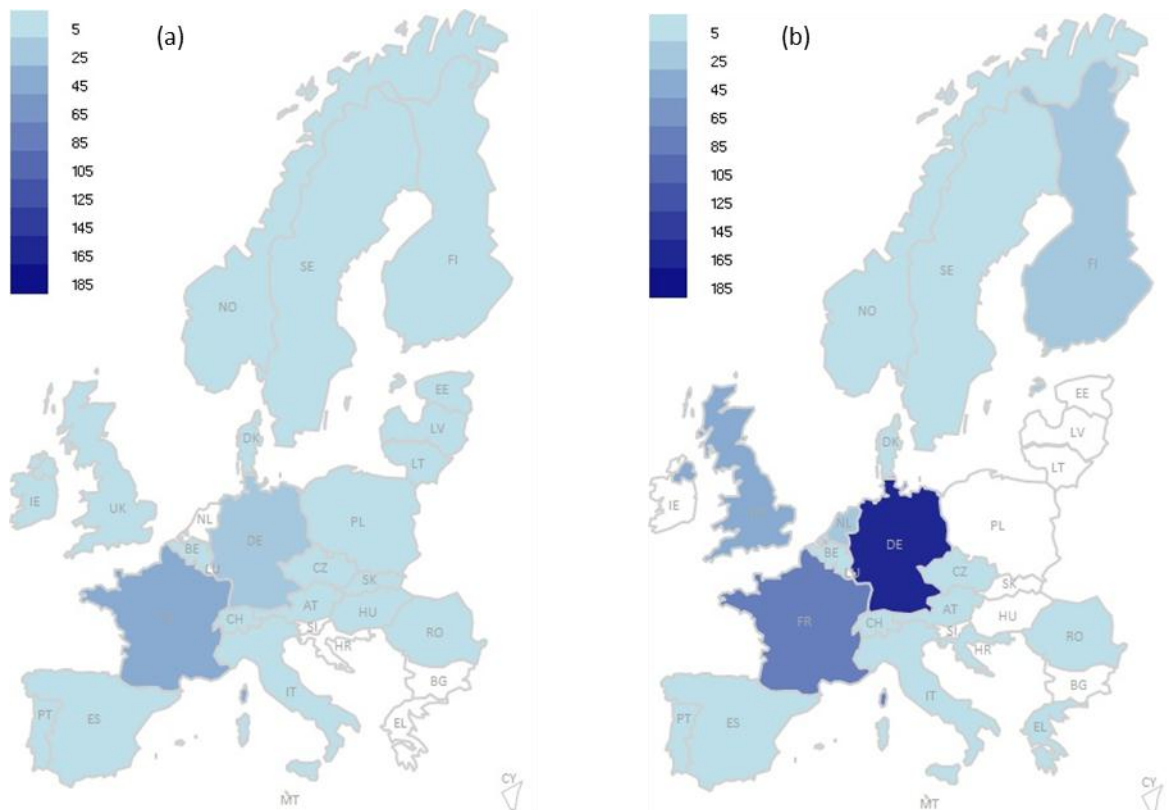 (a)
5
25
45
65
85
105
125
145
165
185
SE
FI
NO
EE
LV
DK
LT
IE
UK
NL
PL
BE
DE
LU
CZ
SK
AT
HU
CH
SI
RO
HR
BG
IT
PT
ES
EL
CY
MT
(b)
5
25
45
65
85
105
125
145
165
185
SE
FI
NO
EE
LV
DK
LT
IE
NL
PL
BE
DE
LU
CZ
SK
AT
HU
FR
CH
SI
RO
HR
BG
IT
PT
ES
EL
CY
MT